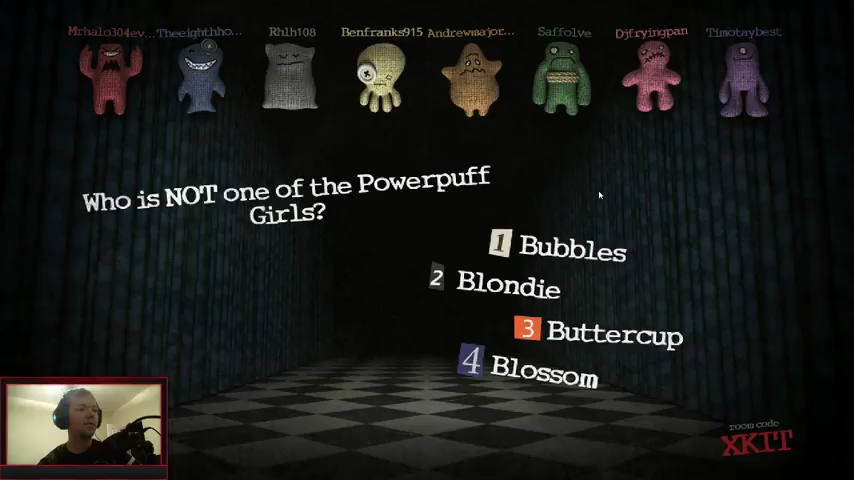 Mrhalo304ev... Theeighthho... Rhlh108 Benfranks915 Andrewmajor... Saffolve Djfryingpan Timotaybest
Who is NOT one of the Powerpuff
Girls?
1 Bubbles
2 Blondie
3 Buttercup
4 Blossom
room code
XKIT